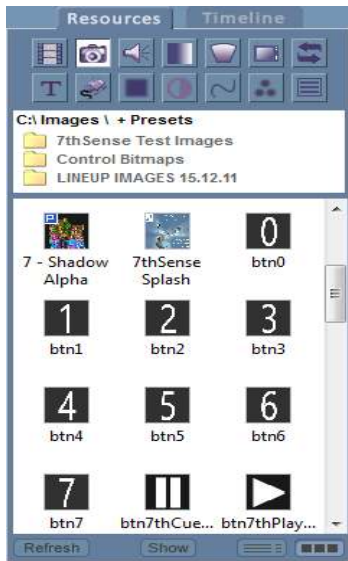 Resources Timeline
T
C:\ Images \ + Presets
7thSense Test Images
Control Bitmaps
LINEUP IMAGES 15.12.11
P
0
7 - Shadow Alpha 7thSense Splash btn0
1 2 3
btn1 btn2 btn3
4 5 6
btn4 btn5 btn6
7
btn7 btn7thCue... btn7thPlay...
Refresh Show